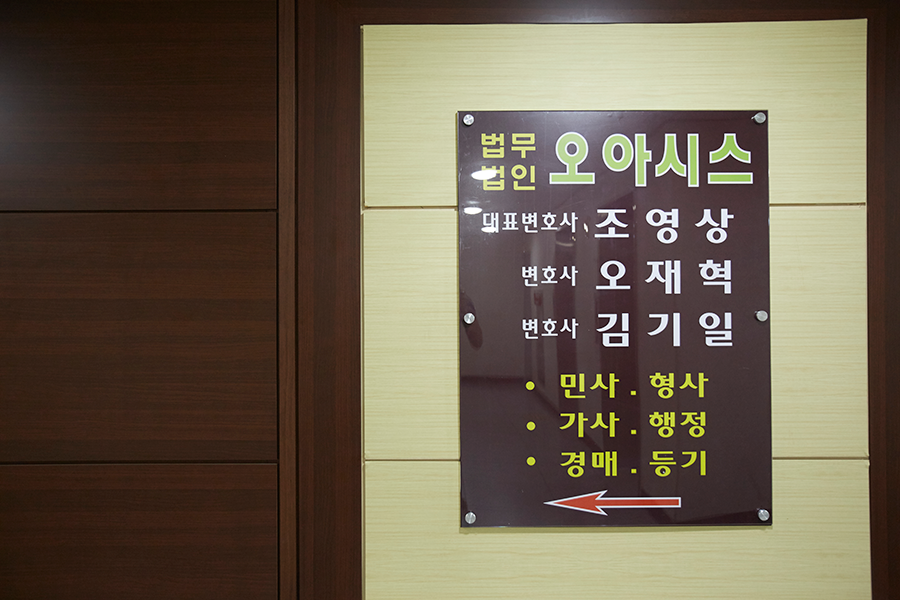 법무법인 오아시스
대표변호사 조영상
변호사 오재혁
변호사 김기일
• 민사 . 형사
• 가사 . 행정
• 경매 . 등기